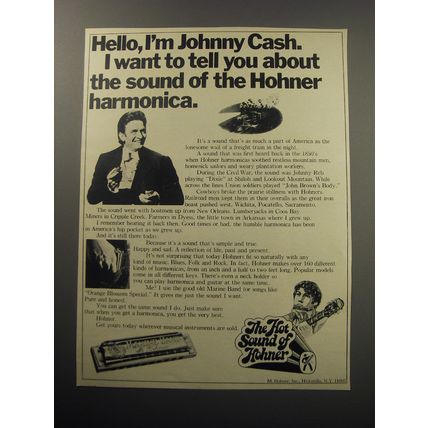 Hello, I'm Johnny Cash.
I want to tell you about
the sound of the Hohner
harmonica.
It's a sound that's as much a part of America as the
lonesome wail of a freight train in the night.
A sound that was first heard back in the 1850's
when Hohner harmonicas soothed restless mountain men,
homesick sailors and weary plantation workers.
During the Civil War, the sound was Johnny Reb
playing "Dixie" at Shiloh and Lookout Mountain. While
across the lines Union soldiers played "John Brown's Body."
Cowboys broke the prairie stillness with Hohners.
Railroad men kept them in their overalls as the great iron
beast pushed west. Wichita, Pocatello, Sacramento.
The sound went with boatmen up from New Orleans. Lumberjacks in Coos Bay
Miners in Cripple Creek. Farmers in Dyess, the little town in Arkansas where I grew up.
I remember hearing it back then. Good times or bad, the humble harmonica has been
in America's hip pocket as we grew up.
And it's still there today.
Because it's a sound that's simple and true.
Happy and sad. A reflection of life, past and present.
It's not surprising that today Hohners fit so naturally with any
kind of music. Blues, Folk and Rock. In fact, Hohner makes over 160 different
kinds of harmonicas, from an inch and a half to two feet long. Popular models
come in all different keys. There's even a neck holder so
you can play harmonica and guitar at the same time.
Me? I use the good old Marine Band for songs like
"Orange Blossom Special." It gives me just the sound I want.
Pure and honest.
You can get the same sound I do. Just make sure
that when you get a harmonica, you get the very best.
Hohner.
Get yours today wherever musical instruments are sold.
The Hot
Sound of
Hohner
M. Hohner, Inc., Hicksville, N.Y.